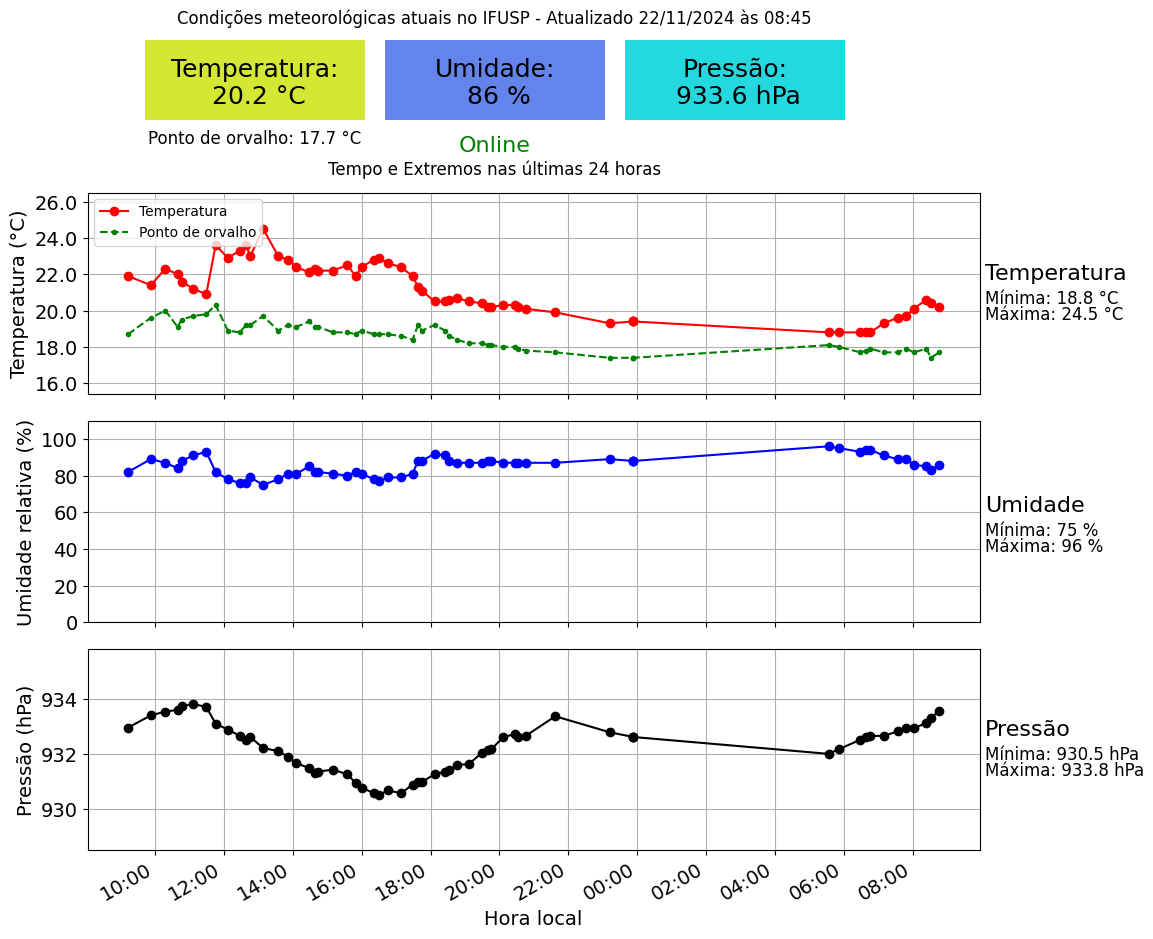 Condições meteorológicas atuais no IFUSP - Atualizado 22/11/2024 às 08:45
Temperatura:
20.2 °C
Umidade:
86 %
Pressão:
933.6 hPa
Ponto de orvalho: 17.7 °C
Online
Tempo e Extremos nas últimas 24 horas
Temperatura (°C)
26.0
24.0
22.0
20.0
18.0
16.0
Temperatura
Ponto de orvalho
Temperatura
Mínima: 18.8 °C
Máxima: 24.5 °C
Umidade relativa (%)
100
80
60
40
20
0
Umidade
Mínima: 75 %
Máxima: 96 %
Pressão (hPa)
934
932
930
Pressão
Mínima: 930.5 hPa
Máxima: 933.8 hPa
10:00 12:00 14:00 16:00 18:00 20:00 22:00 00:00 02:00 04:00 06:00 08:00
Hora local